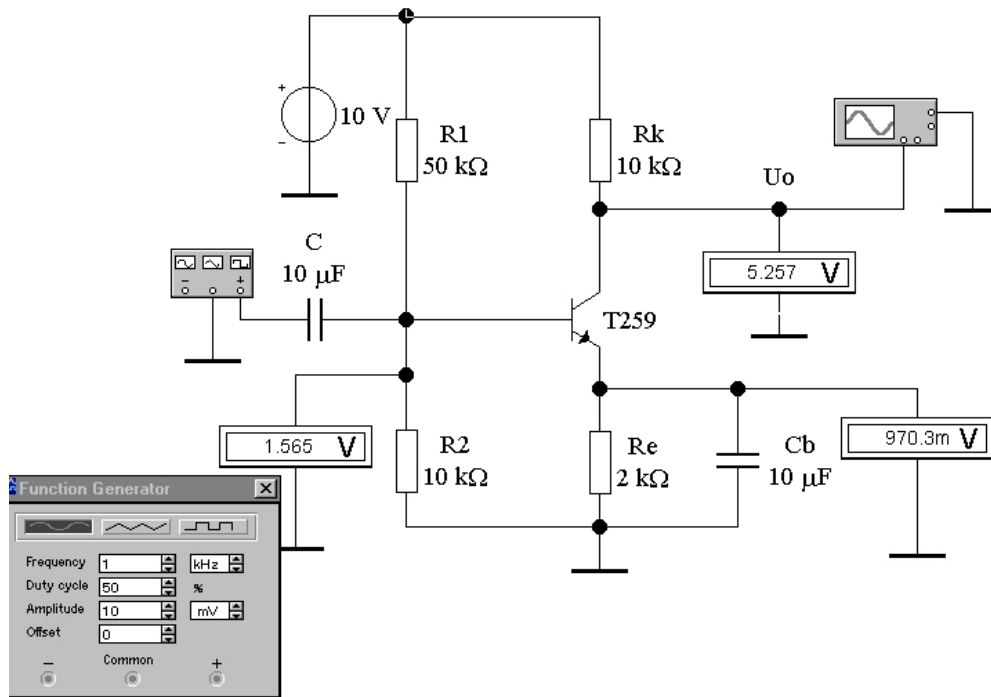 +
10 V
−
R1
50 kΩ
Rk
10 kΩ
Uo
5.257 V
C
10 μF
−
+
T259
1.565 V
R2
10 kΩ
Re
2 kΩ
Cb
10 μF
970.3m V
Function Generator
Frequency 1 kHz
Duty cycle 50 %
Amplitude 10 mV
Offset 0
− Common +